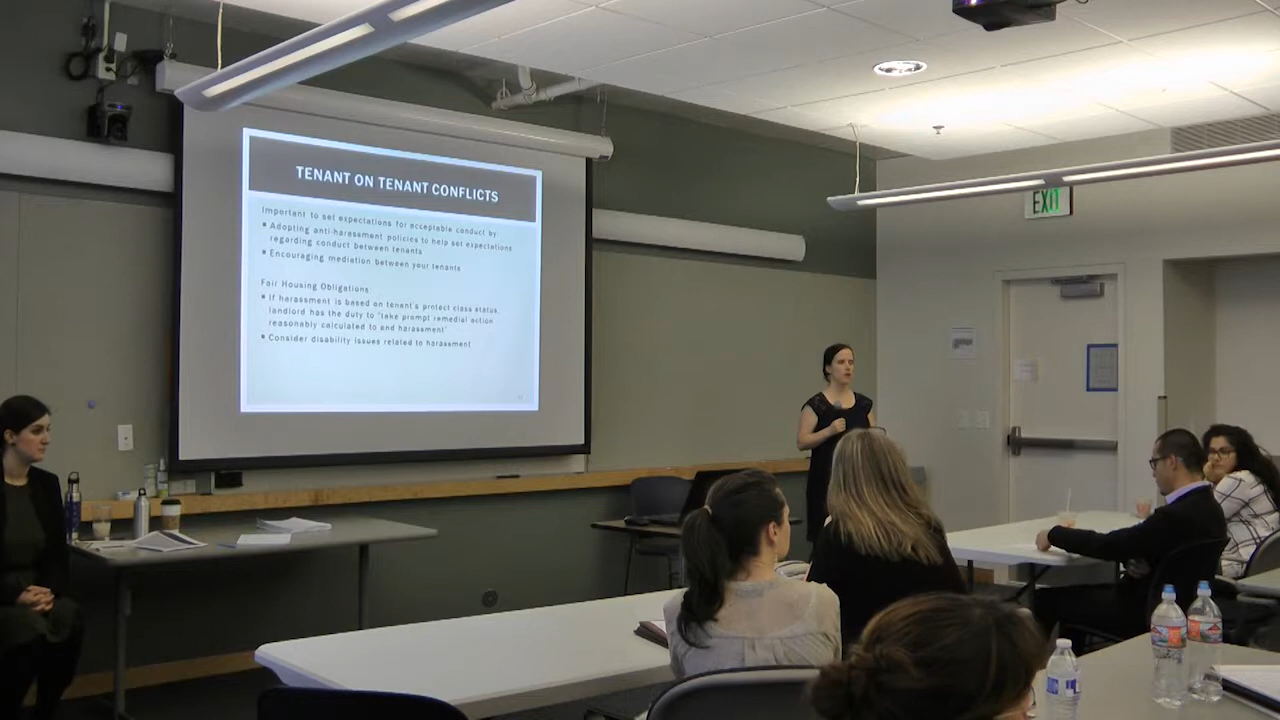 TENANT ON TENANT CONFLICTS
Important to set expectations for acceptable conduct by
▪ Adopting anti-harassment policies to help set expectations
regarding conduct between tenants
▪ Encouraging mediation between your tenants
Fair Housing Obligations:
▪ If harassment is based on tenant's protect class status,
landlord has the duty to "take prompt remedial action
reasonably calculated to end harassment"
▪ Consider disability issues related to harassment
EXIT